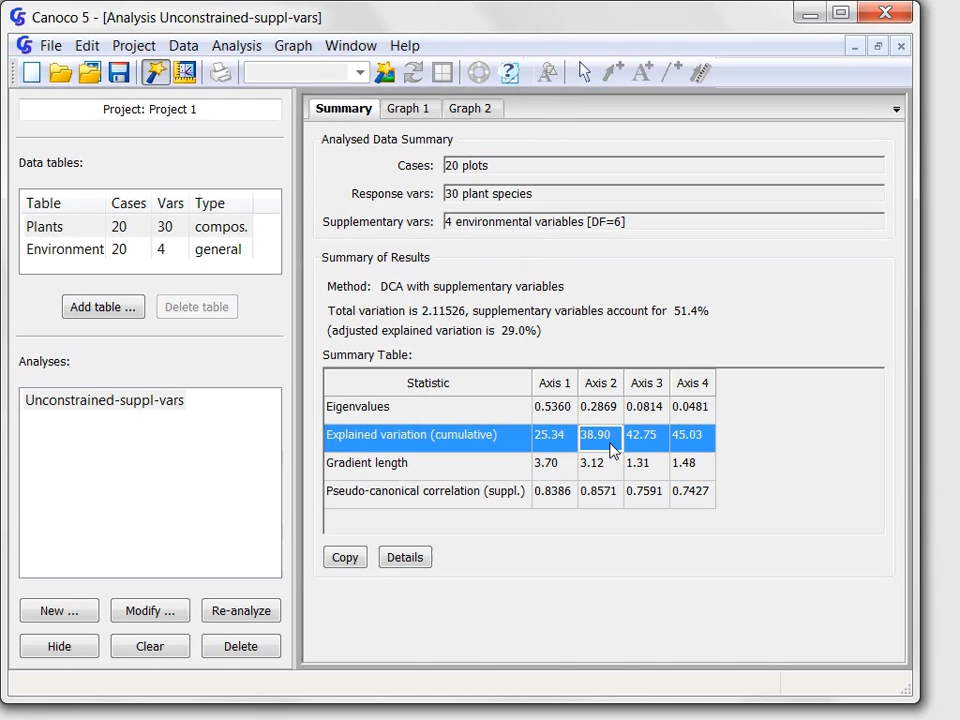 Canoco 5 - [Analysis Unconstrained-suppl-vars]
File Edit Project Data Analysis Graph Window Help
Project: Project 1
Data tables:
Table Cases Vars Type
Plants 20 30 compos.
Environment 20 4 general
Add table ... Delete table
Analyses:
Unconstrained-suppl-vars
New ... Modify ... Re-analyze
Hide Clear Delete
Summary Graph 1 Graph 2
Analysed Data Summary
Cases: 20 plots
Response vars: 30 plant species
Supplementary vars: 4 environmental variables [DF=6]
Summary of Results
Method: DCA with supplementary variables
Total variation is 2.11526, supplementary variables account for 51.4%
(adjusted explained variation is 29.0%)
Summary Table:
Statistic Axis 1 Axis 2 Axis 3 Axis 4
Eigenvalues 0.5360 0.2869 0.0814 0.0481
Explained variation (cumulative) 25.34 38.90 42.75 45.03
Gradient length 3.70 3.12 1.31 1.48
Pseudo-canonical correlation (suppl.) 0.8386 0.8571 0.7591 0.7427
Copy Details